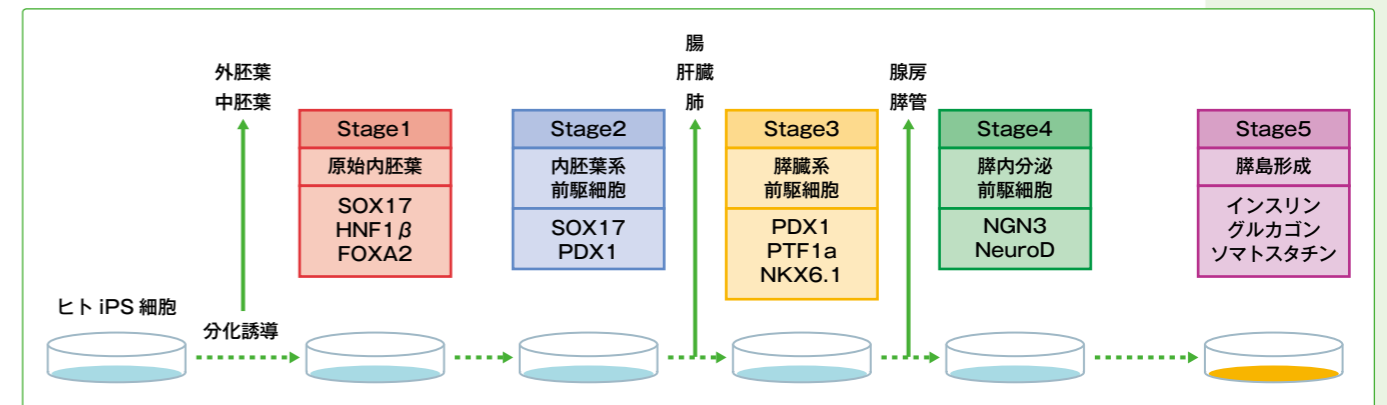 外胚葉
中胚葉
腸
肝臓
肺
腺房
膵管
Stage1
原始内胚葉
SOX17
HNF1β
FOXA2
Stage2
内胚葉系
前駆細胞
SOX17
PDX1
Stage3
膵臓系
前駆細胞
PDX1
PTF1a
NKX6.1
Stage4
膵内分泌
前駆細胞
NGN3
NeuroD
Stage5
膵島形成
インスリン
グルカゴン
ソマトスタチン
ヒト iPS 細胞
分化誘導